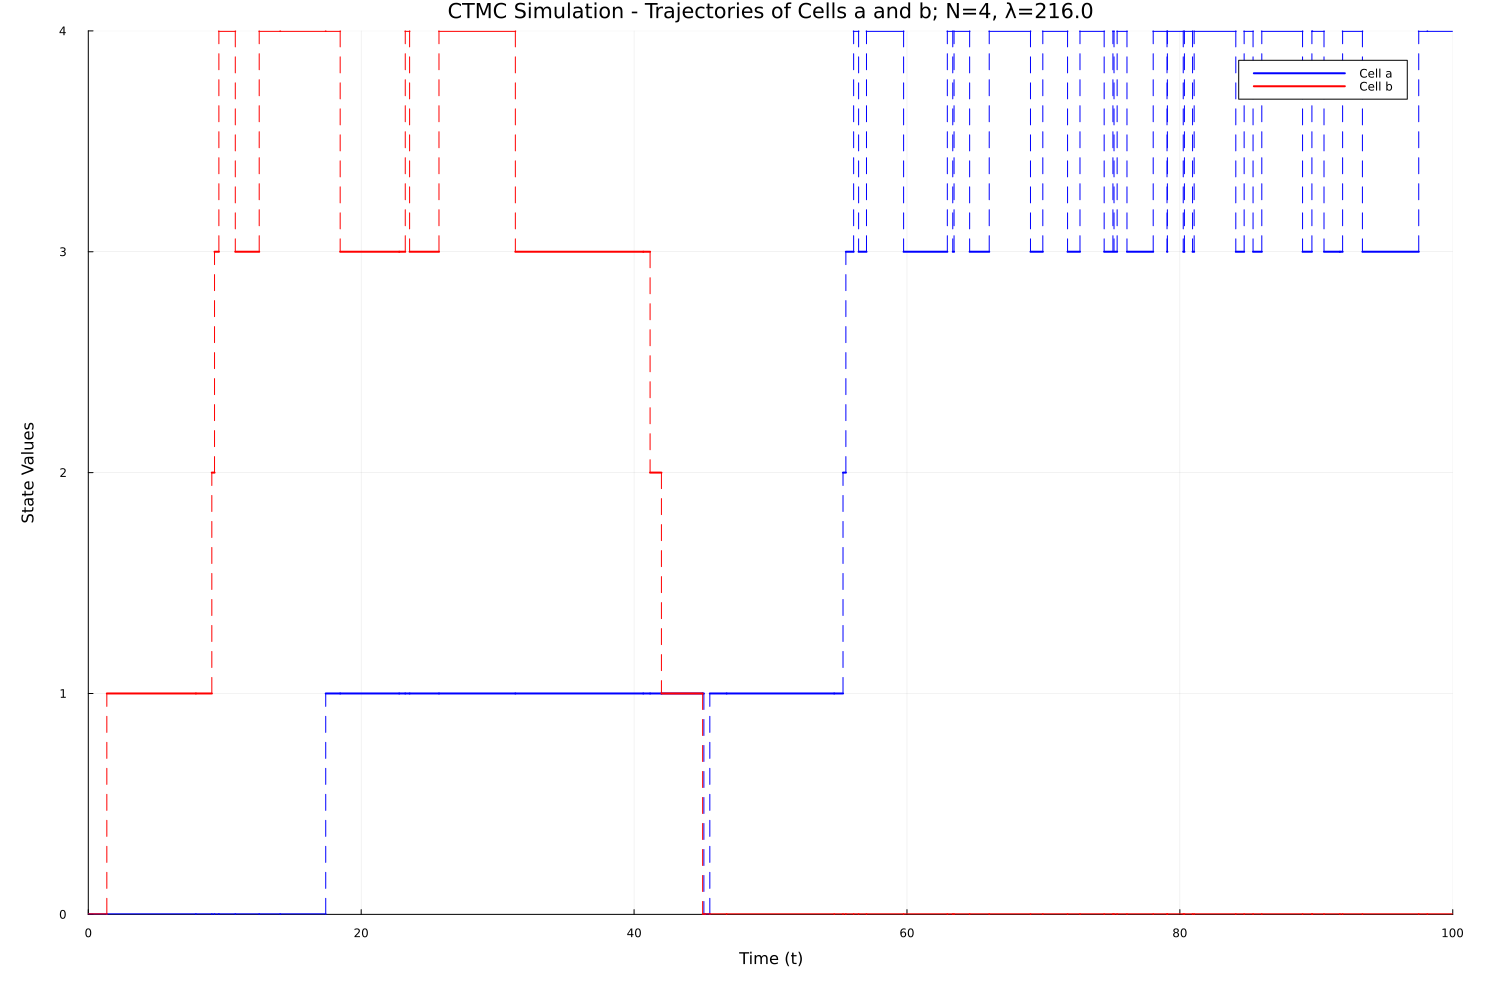 CTMC Simulation - Trajectories of Cells a and b; N=4, λ=216.0
4
Cell a
Cell b
3
State Values
2
1
0
0 20 40 60 80 100
Time (t)